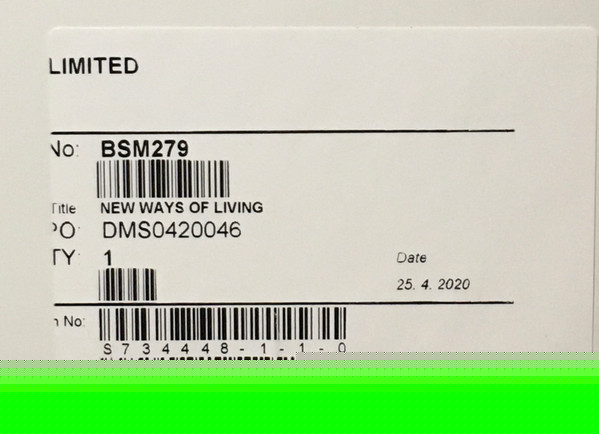 LIMITED
No: BSM279
Title NEW WAYS OF LIVING
PO: DMS0420046
TY: 1
Date
25. 4. 2020
No:
S734448-1-1-0